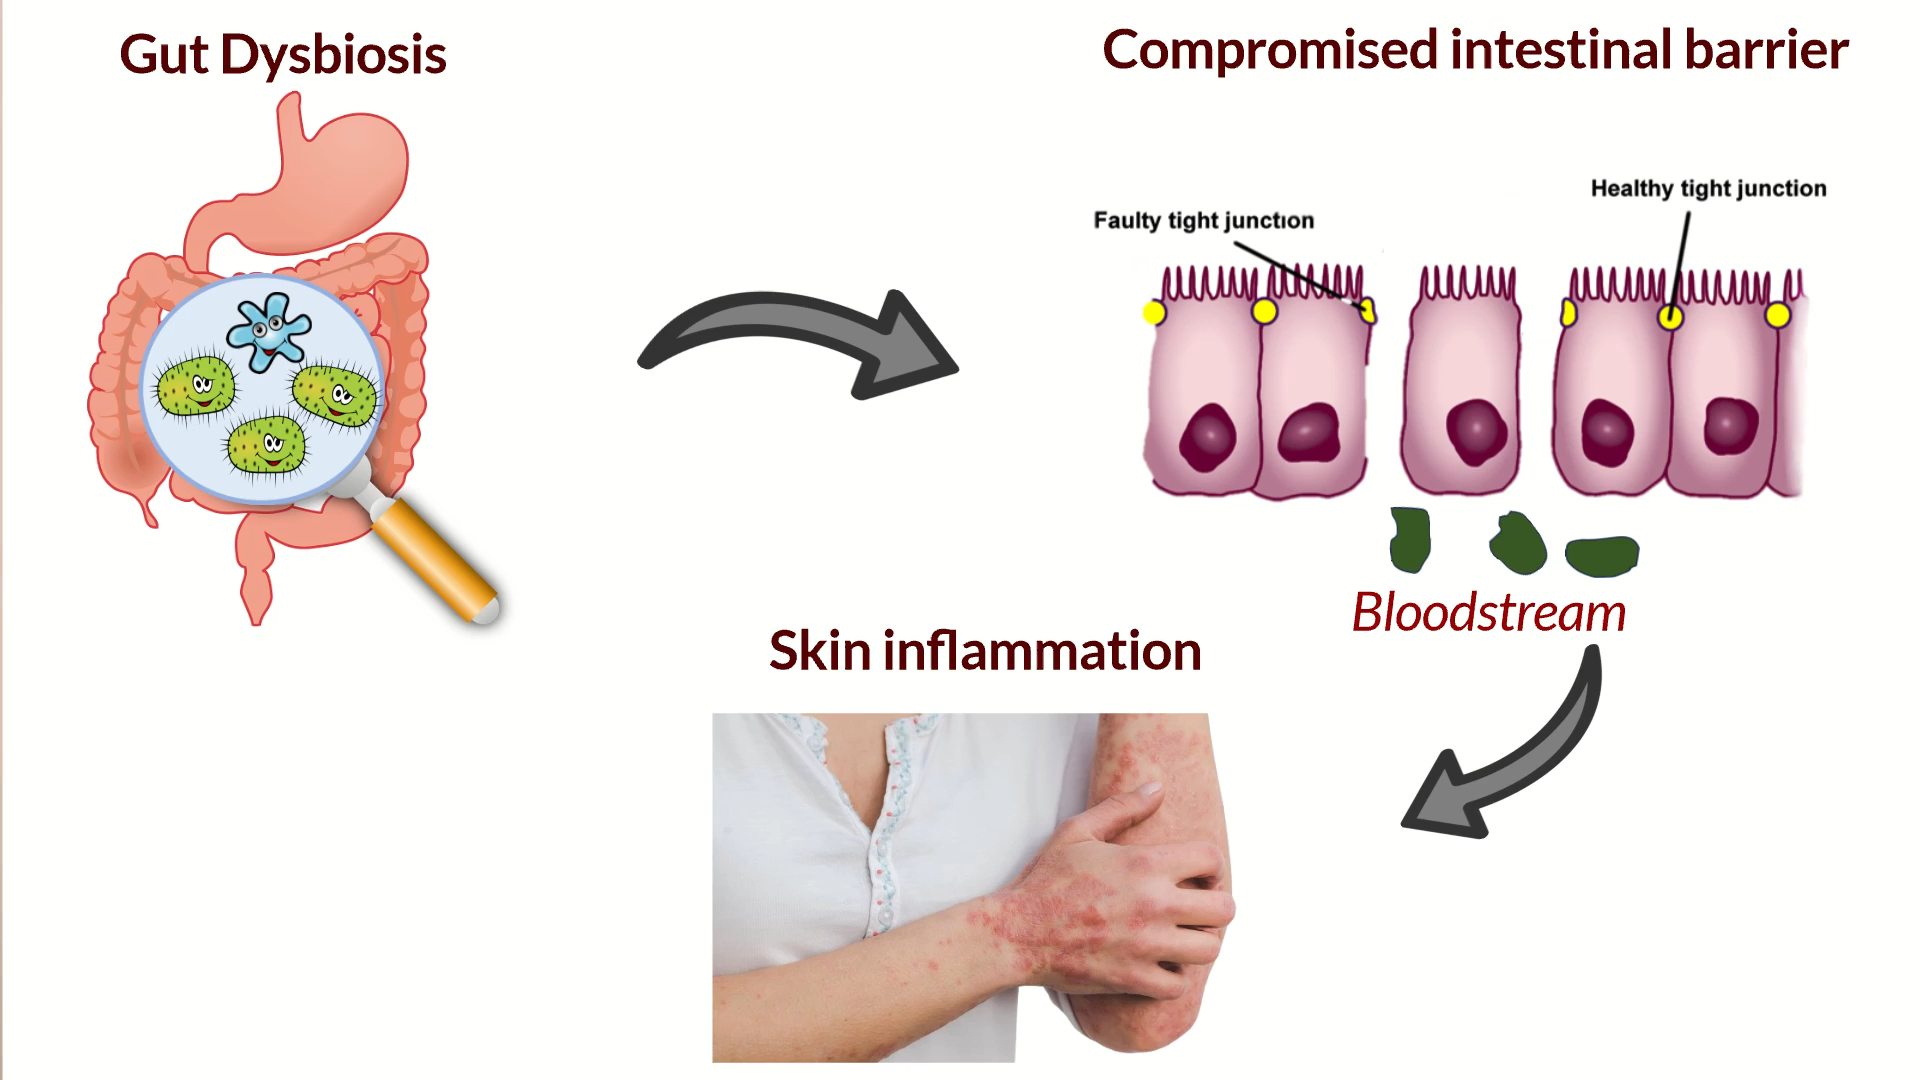 Gut Dysbiosis
Compromised intestinal barrier
Healthy tight junction
Faulty tight junction
Bloodstream
Skin inflammation